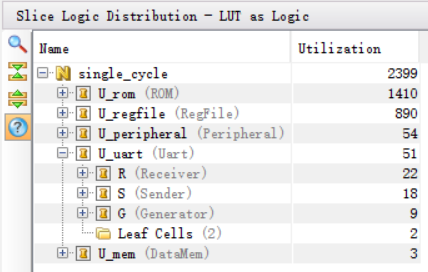 Slice Logic Distribution - LUT as Logic
Name Utilization
single_cycle 2399
U_rom (ROM) 1410
U_regfile (RegFile) 890
U_peripheral (Peripheral) 54
U_uart (Uart) 51
R (Receiver) 22
S (Sender) 18
G (Generator) 9
Leaf Cells (2) 2
U_mem (DataMem) 3